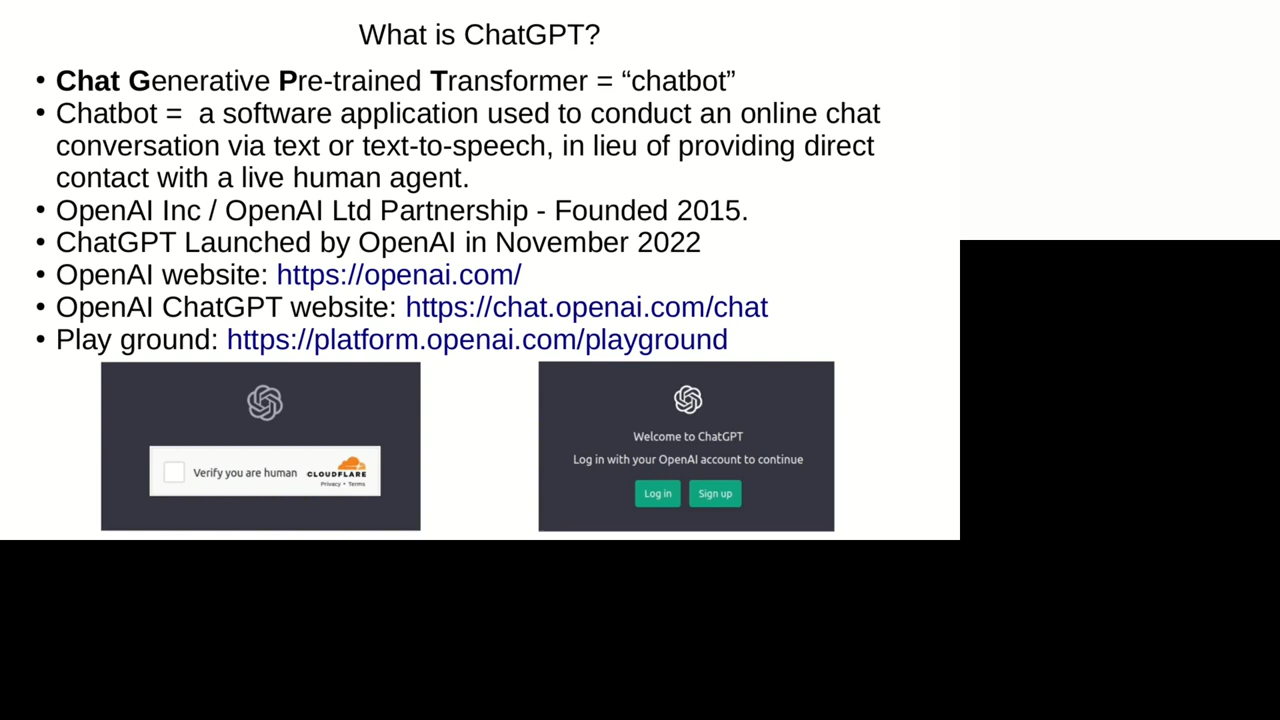 What is ChatGPT?
• Chat Generative Pre-trained Transformer = “chatbot”
• Chatbot =  a software application used to conduct an online chat
conversation via text or text-to-speech, in lieu of providing direct
contact with a live human agent.
• OpenAI Inc / OpenAI Ltd Partnership - Founded 2015.
• ChatGPT Launched by OpenAI in November 2022
• OpenAI website: https://openai.com/
• OpenAI ChatGPT website: https://chat.openai.com/chat
• Play ground: https://platform.openai.com/playground
Verify you are human
CLOUDFLARE
Privacy • Terms
Welcome to ChatGPT
Log in with your OpenAI account to continue
Log in Sign up